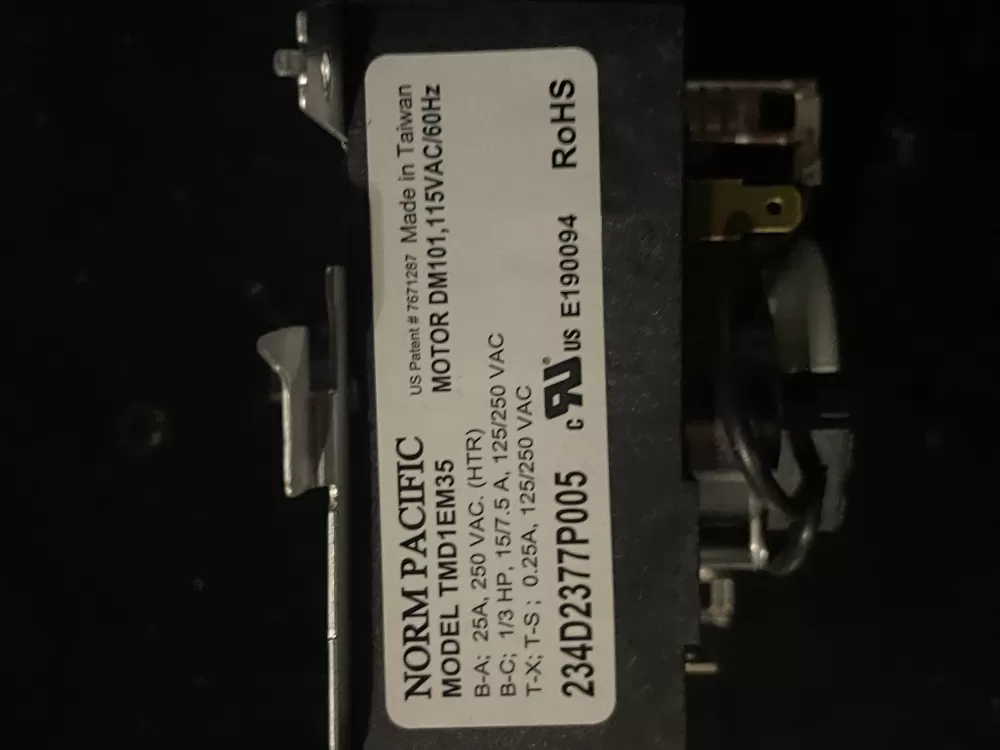 NORM PACIFIC US Patent # 7671287 Made in Taiwan
MODEL TMD1EM35 MOTOR DM101,115VAC/60Hz
B-A; 25A, 250 VAC. (HTR)
B-C; 1/3 HP, 15/7.5 A, 125/250 VAC
T-X; T-S ; 0.25A, 125/250 VAC
234D2377P005 c RU® US E190094 RoHS